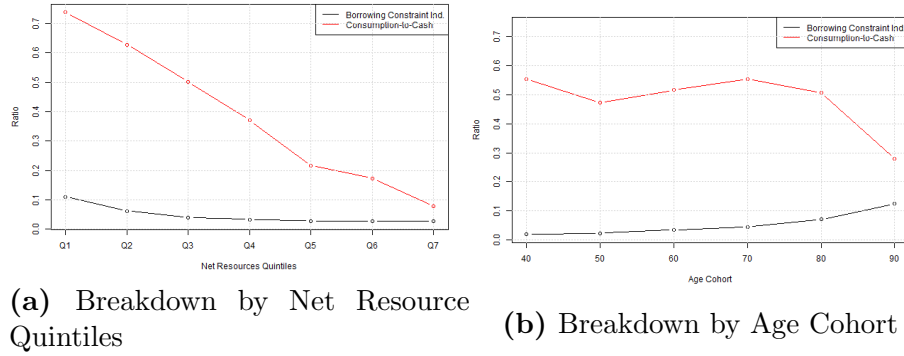 Borrowing Constraint Ind.
Consumption-to-Cash
Ratio
0.7
0.6
0.5
0.4
0.3
0.2
0.1
0.0
Q1 Q2 Q3 Q4 Q5 Q6 Q7
Net Resources Quintiles
(a) Breakdown by Net Resource
Quintiles
Borrowing Constraint Ind.
Consumption-to-Cash
Ratio
0.7
0.6
0.5
0.4
0.3
0.2
0.1
0.0
40 50 60 70 80 90
Age Cohort
(b) Breakdown by Age Cohort